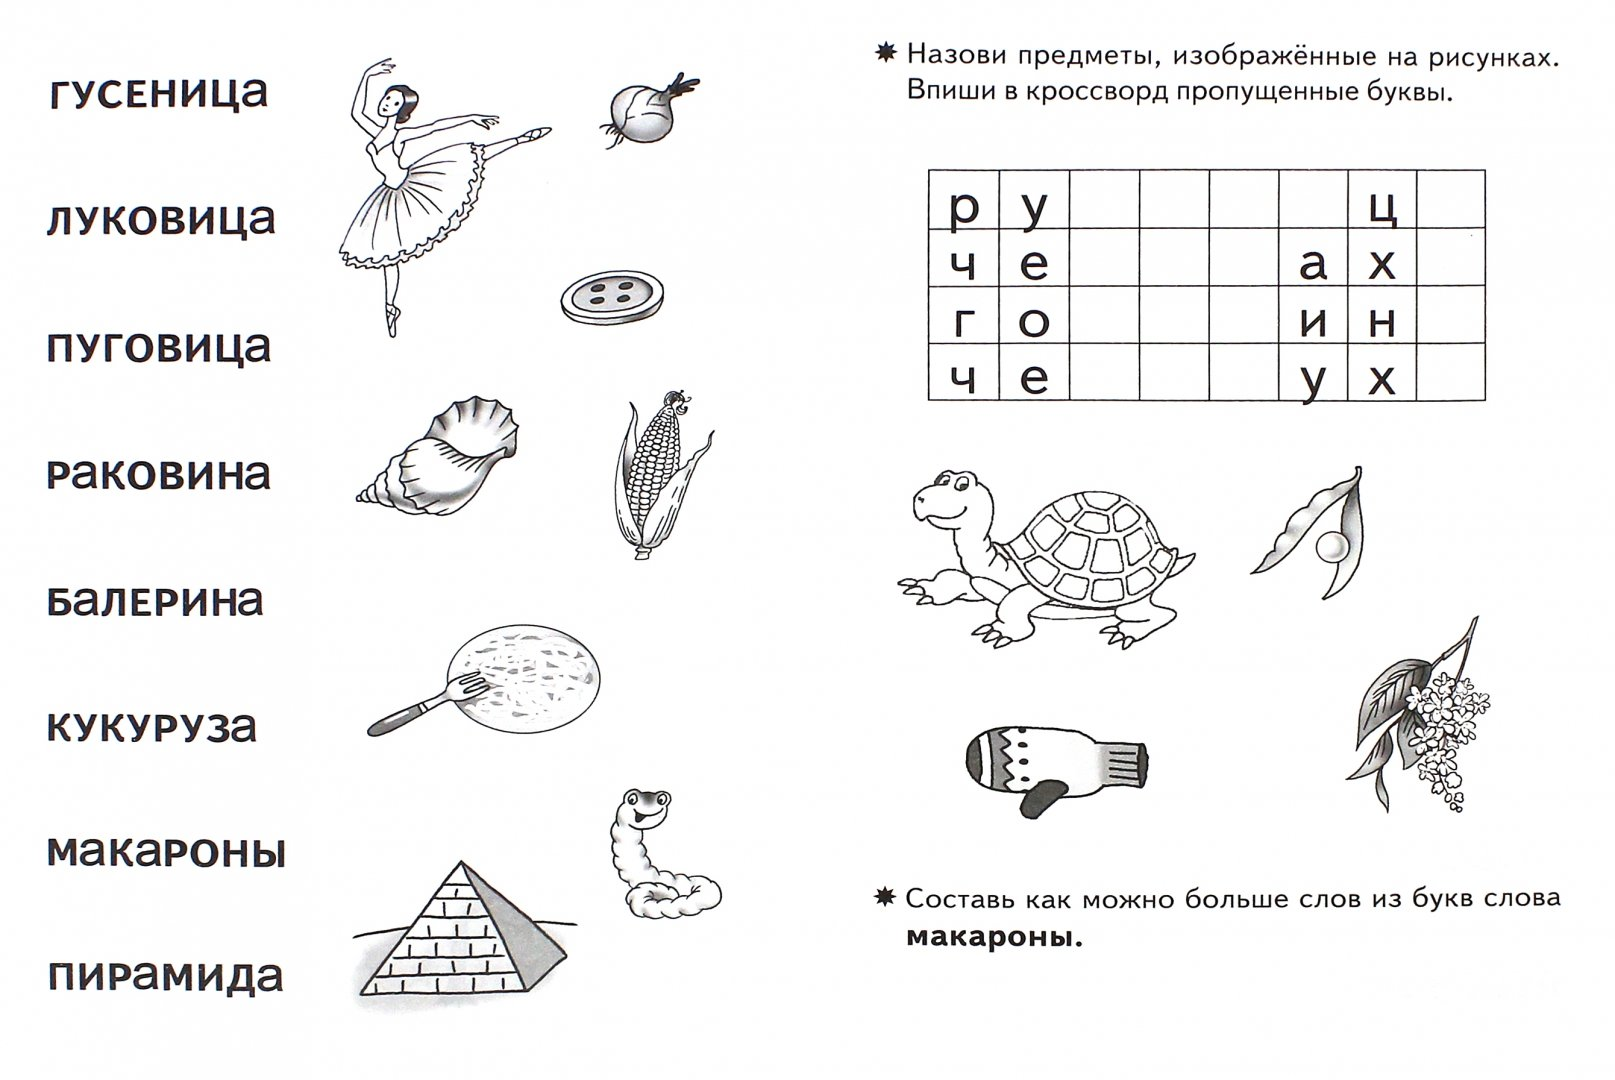 гусеница
луковица
пуговица
раковина
балерина
кукуруза
макароны
пирамида
Назови предметы, изображённые на рисунках.
Впиши в кроссворд пропущенные буквы.
р у ц
ч е а х
г о и н
ч е у х
Составь как можно больше слов из букв слова
макароны.